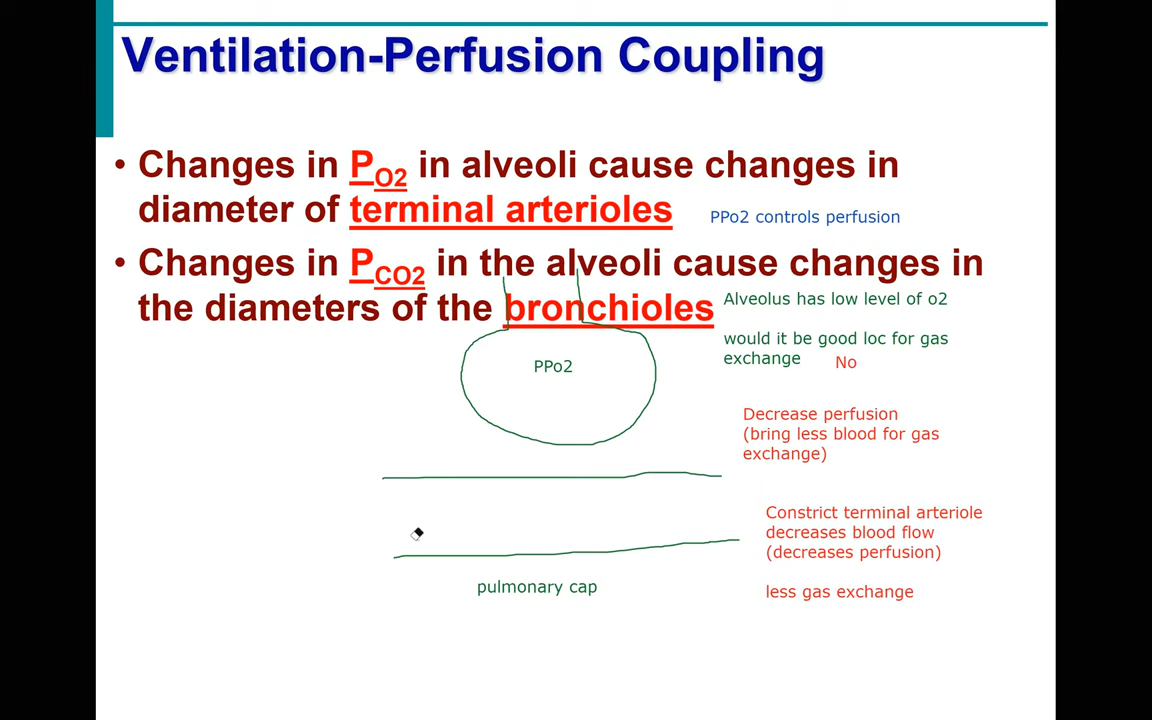 Ventilation-Perfusion Coupling
• Changes in PO2 in alveoli cause changes in
diameter of terminal arterioles
PPo2 controls perfusion
• Changes in PCO2 in the alveoli cause changes in
the diameters of the bronchioles
Alveolus has low level of o2
would it be good loc for gas
exchange
No
PPo2
Decrease perfusion
(bring less blood for gas
exchange)
Constrict terminal arteriole
decreases blood flow
(decreases perfusion)
less gas exchange
pulmonary cap